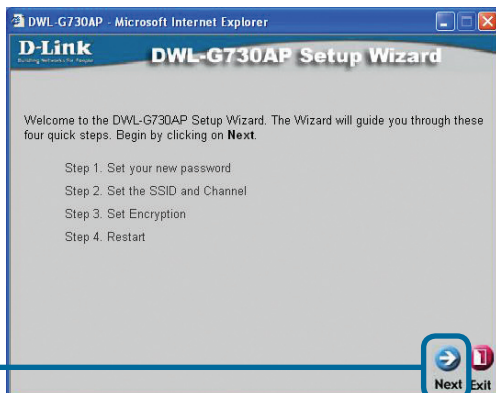 DWL-G730AP - Microsoft Internet Explorer
D-Link
Building Networks for People
DWL-G730AP Setup Wizard
Welcome to the DWL-G730AP Setup Wizard. The Wizard will guide you through these
four quick steps. Begin by clicking on Next.
Step 1. Set your new password
Step 2. Set the SSID and Channel
Step 3. Set Encryption
Step 4. Restart
Next Exit